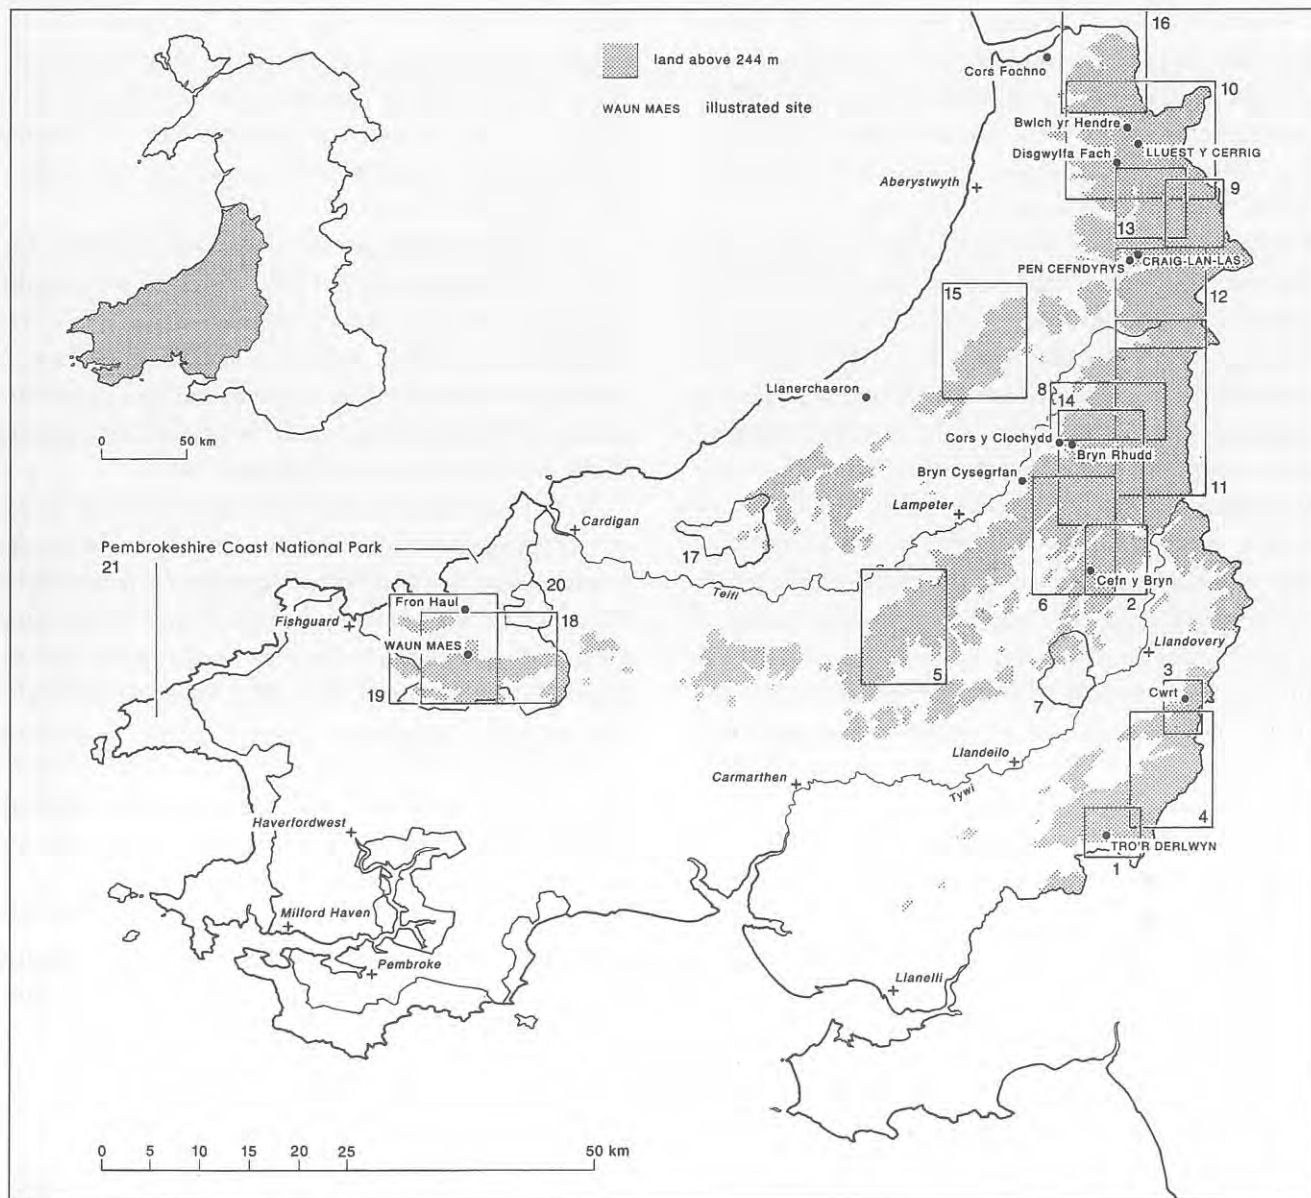 land above 244 m
WAUN MAES illustrated site
0 50 km
16
Cors Fochno
10
Bwlch yr Hendre
LLUEST Y CERRIG
Disgwylfa Fach
Aberystwyth
9
13
CRAIG-LAN-LAS
PEN CEFNDYRYS
15
12
Llanerchaeron
8
14
Cors y Clochydd
Bryn Rhudd
Bryn Cysegrfan
11
Lampeter
Cardigan
17
Pembrokeshire Coast National Park
21
20
Cefn y Bryn
Teifi
Fron Haul
6
2
18
Fishguard
Llandovery
WAUN MAES
3
5
19
7
Cwrt
Llandeilo
Carmarthen
Tywi
4
Haverfordwest
TRO'R DERLWYN
1
Milford Haven
Pembroke
Llanelli
0 5 10 15 20 25 50 km